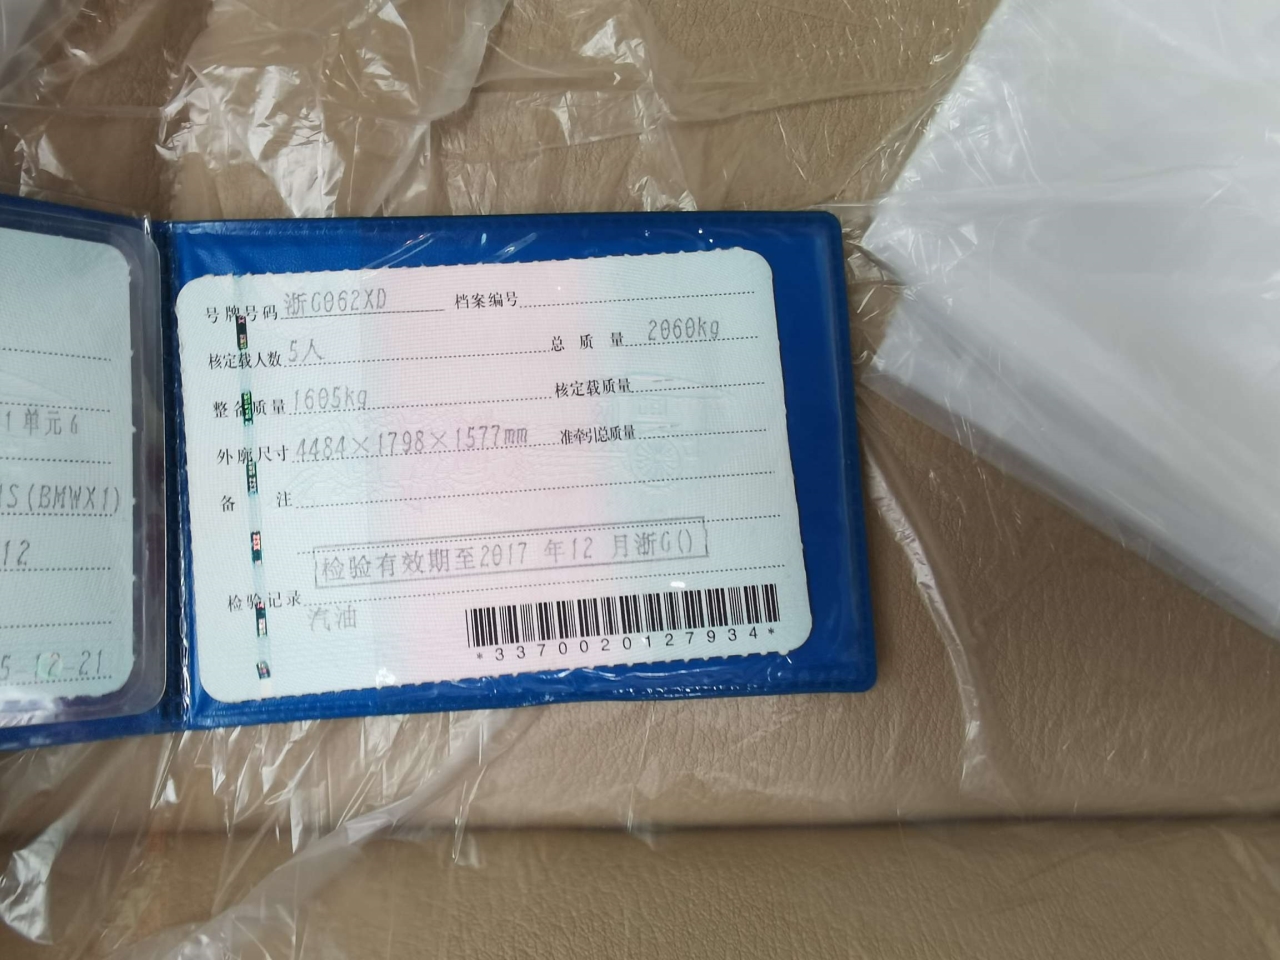 1单元6
1S(BMWX1)
12
5-12-21
号牌号码 浙G062XD 档案编号
核定载人数 5人 总质量 2060kg
整备质量 1605kg 核定载质量
外廓尺寸 4484×1798×1577mm 准牵引总质量
备注
检验有效期至2017 年12 月浙G()
检验记录
汽油
*3370020127934*